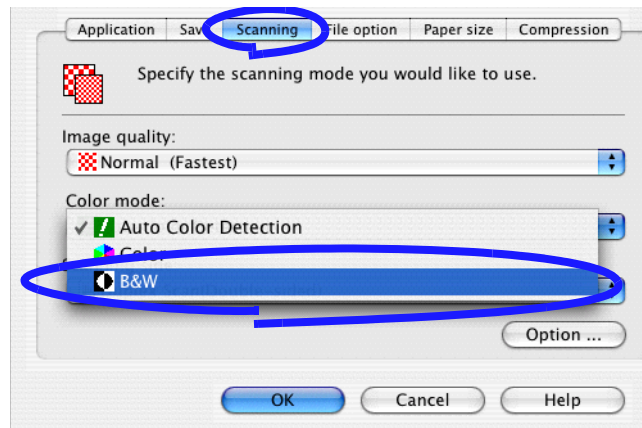 Application Sav Scanning File option Paper size Compression
Specify the scanning mode you would like to use.
Image quality:
Normal (Fastest)
Color mode:
Auto Color Detection
Color
B&W
Option ...
OK Cancel Help